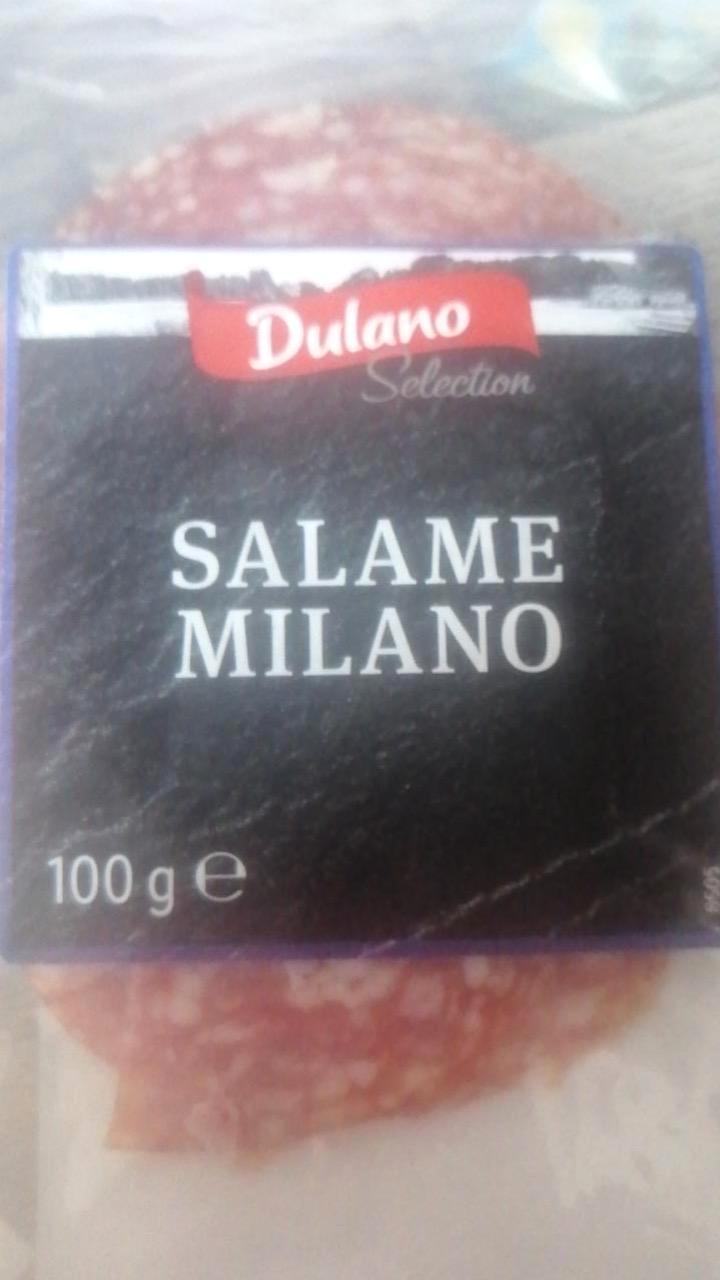 Dulano
Selection
SALAME
MILANO
100 g ℮